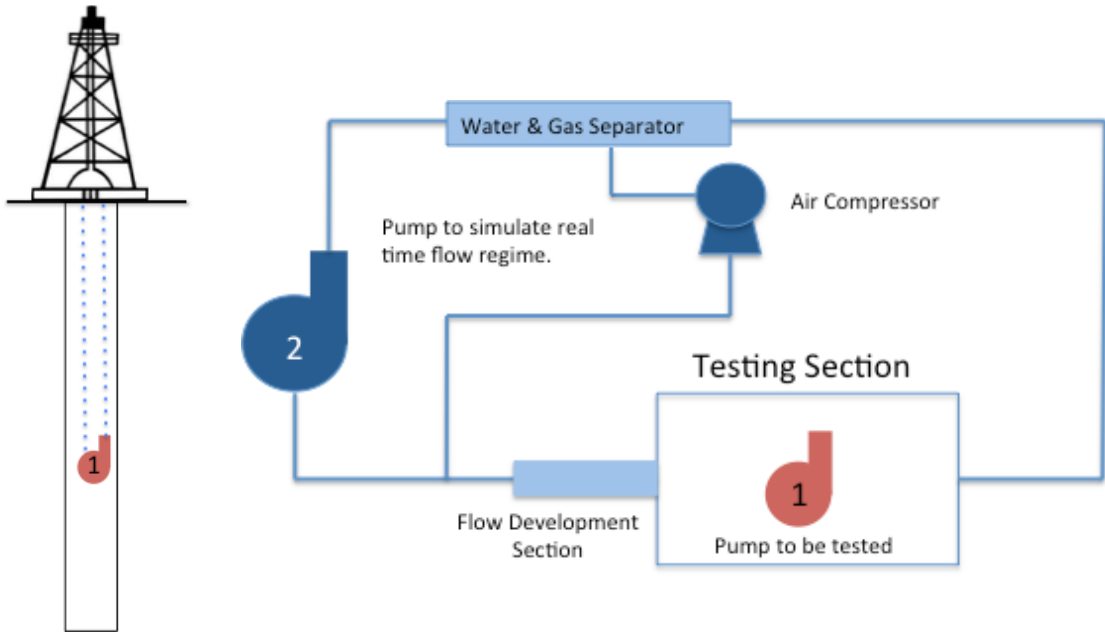 1
Water & Gas Separator
Air Compressor
Pump to simulate real
time flow regime.
2
Testing Section
1
Pump to be tested
Flow Development
Section